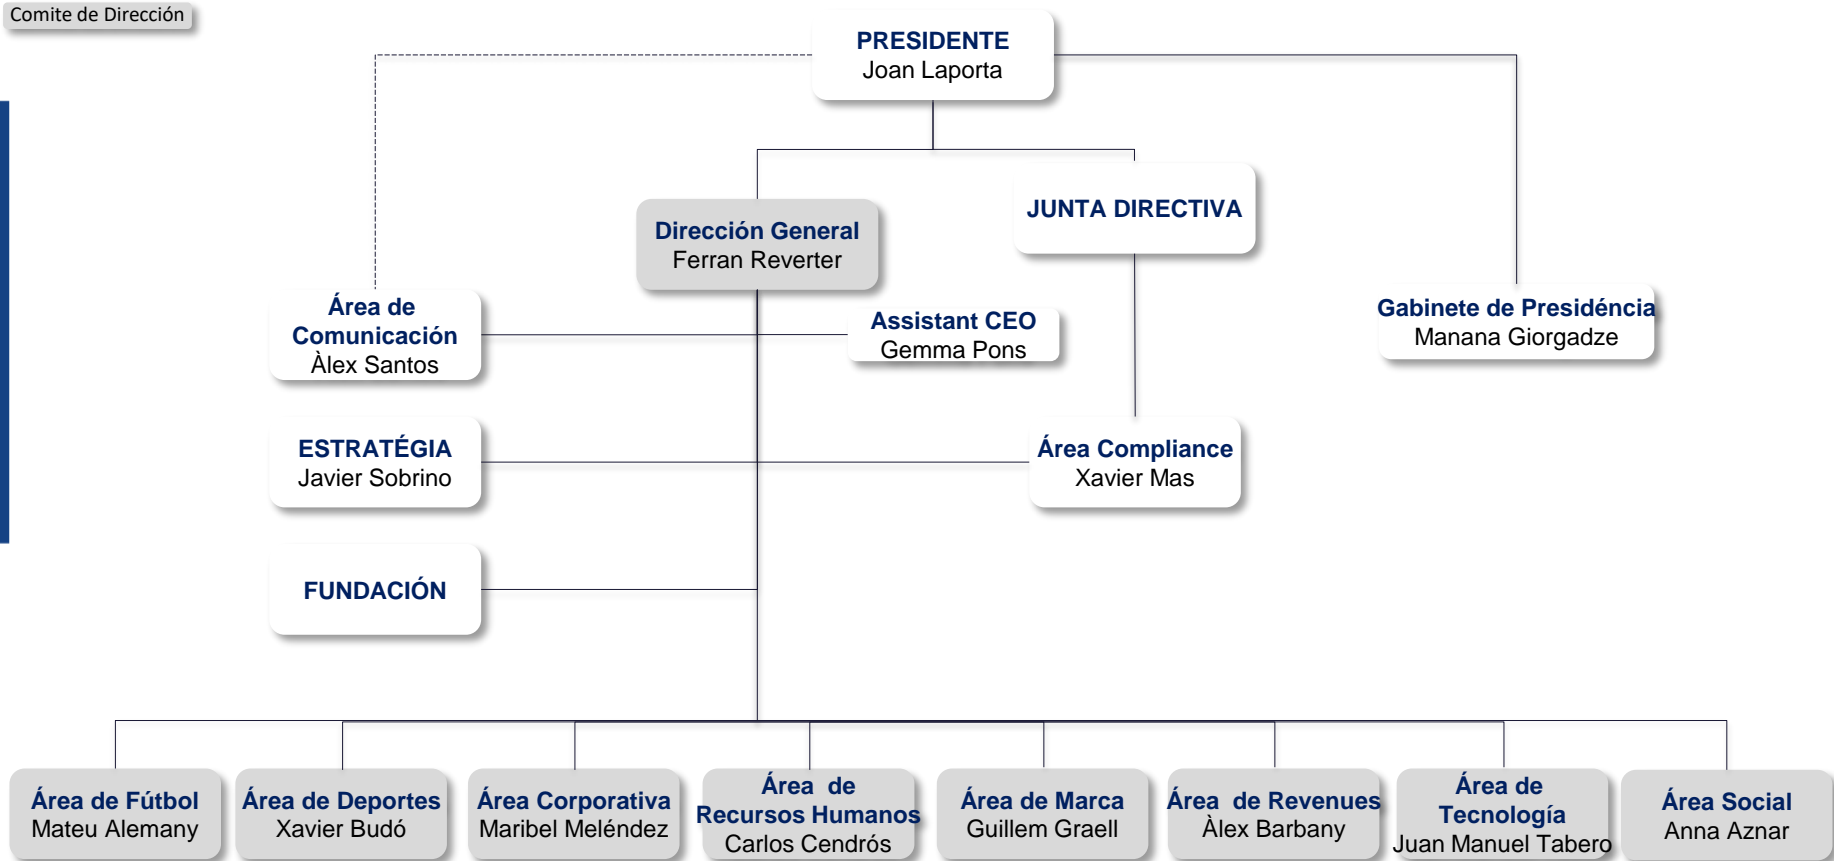 Comite de Dirección
PRESIDENTE
Joan Laporta
JUNTA DIRECTIVA
Dirección General
Ferran Reverter
Área de
Comunicación
Àlex Santos
Assistant CEO
Gemma Pons
Gabinete de Presidéncia
Manana Giorgadze
ESTRATÉGIA
Javier Sobrino
Área Compliance
Xavier Mas
FUNDACIÓN
Área de Fútbol
Mateu Alemany
Área de Deportes
Xavier Budó
Área Corporativa
Maribel Meléndez
Área de
Recursos Humanos
Carlos Cendrós
Área de Marca
Guillem Graell
Área de Revenues
Àlex Barbany
Área de
Tecnología
Juan Manuel Tabero
Área Social
Anna Aznar